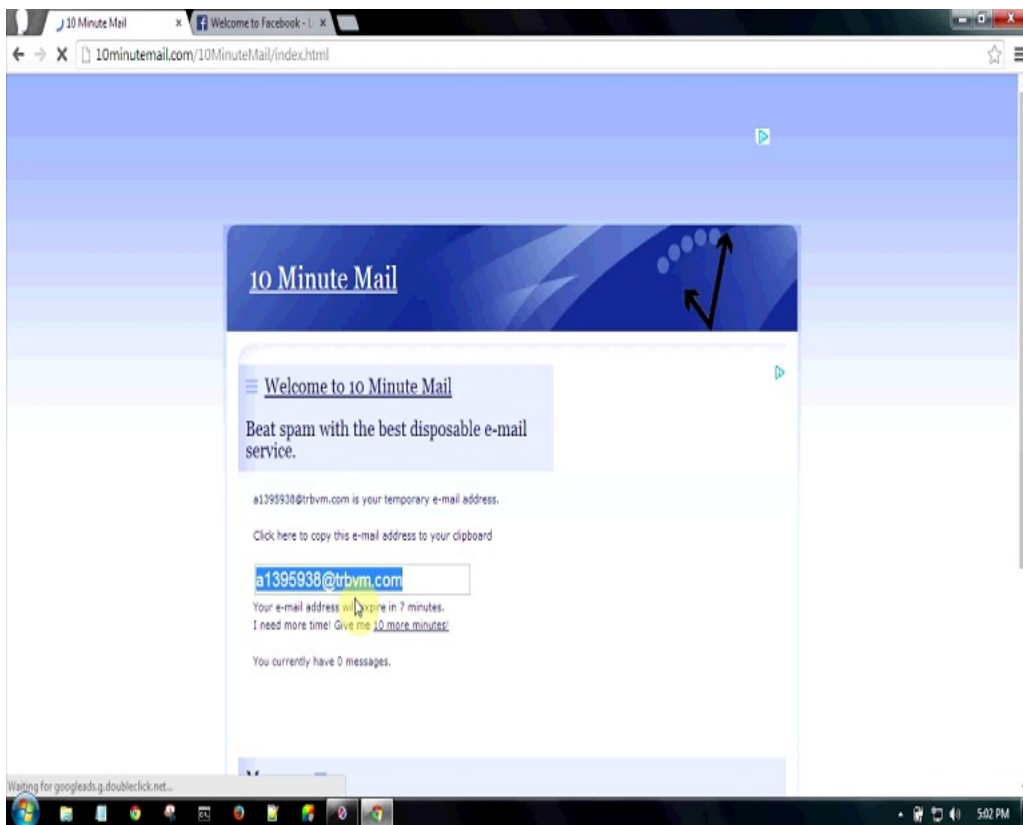 10 Minute Mail
Welcome to Facebook - L
10minutemail.com/10MinuteMail/index.html
10 Minute Mail
Welcome to 10 Minute Mail
Beat spam with the best disposable e-mail
service.
a1395938@trbvm.com is your temporary e-mail address.
Click here to copy this e-mail address to your clipboard
a1395938@trbvm.com
Your e-mail address will expire in 7 minutes.
I need more time! Give me 10 more minutes!
You currently have 0 messages.
Waiting for googleads.g.doubleclick.net...
5:02 PM